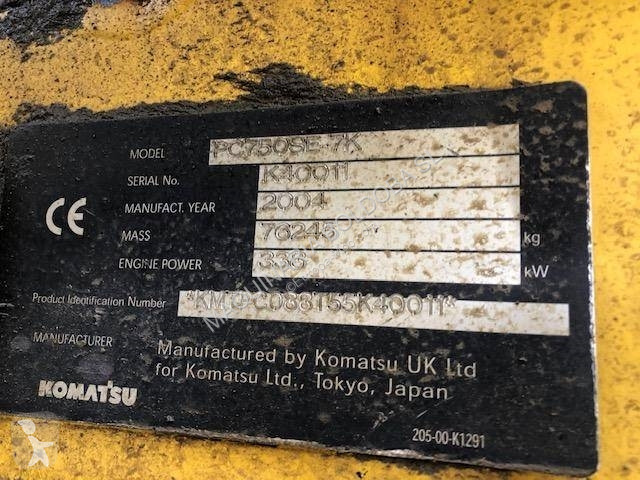 MODEL PC750SE-7K
SERIAL No. K40011
MANUFACT. YEAR 2004
CE
MASS 76245 kg
ENGINE POWER 338 kW
Product Identification Number
MANUFACTURER Manufactured by Komatsu UK Ltd
for Komatsu Ltd., Tokyo, Japan
KOMATSU
205-00-K1291